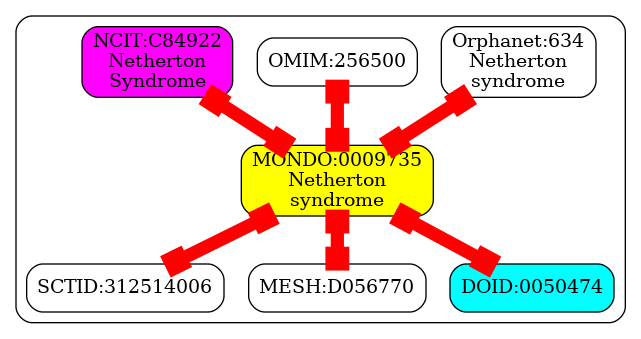 NCIT:C84922
Netherton
Syndrome
OMIM:256500
Orphanet:634
Netherton
syndrome
MONDO:0009735
Netherton
syndrome
SCTID:312514006
MESH:D056770
DOID:0050474